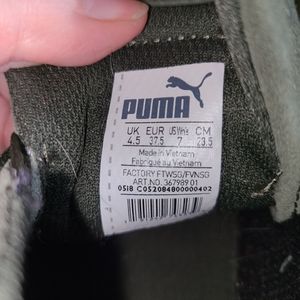 PUMA
UK EUR US Wmn's CM
4.5 37.5 7 23.5
Made in Vietnam
Fabriqué au Vietnam
FACTORY FTWSG/FVNSG
ART.NO. 367989 01
0518 C0520848000000402